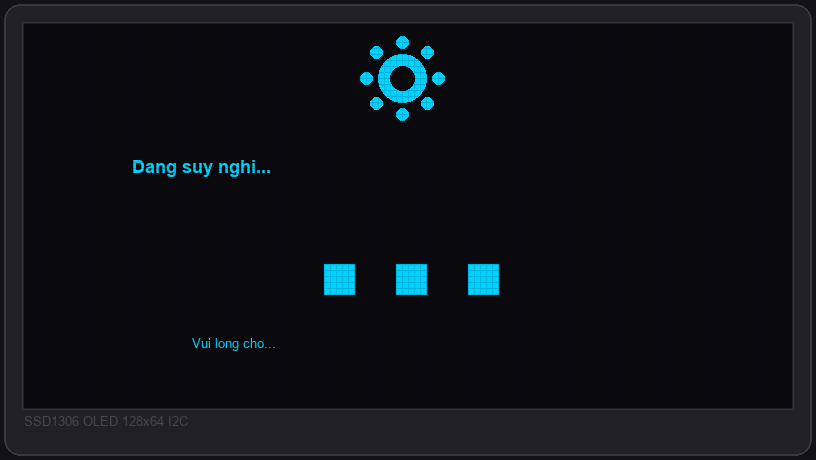 Dang suy nghi...
Vui long cho...
SSD1306 OLED 128x64 I2C